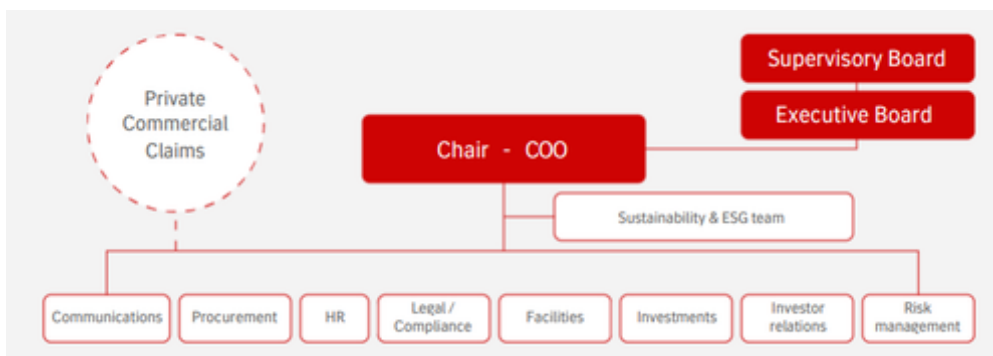 Supervisory Board
Executive Board
Private
Commercial
Claims
Chair - COO
Sustainability & ESG team
Communications
Procurement
HR
Legal /
Compliance
Facilities
Investments
Investor
relations
Risk
management